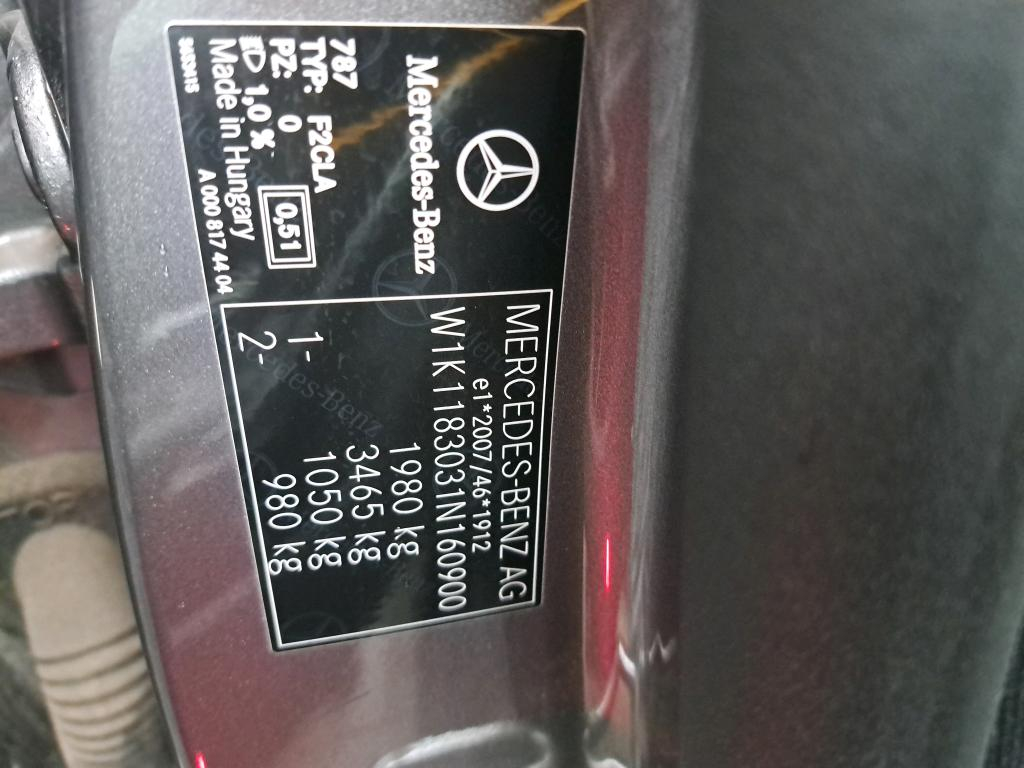 Mercedes-Benz
787
TYP: F2CLA
PZ: 0
1,0 %
0,51
Made in Hungary
A 000 817 44 04
MERCEDES-BENZ AG
e1*2007/46*1912
W1K1183031N160900
1980 kg
3465 kg
1- 1050 kg
2- 980 kg